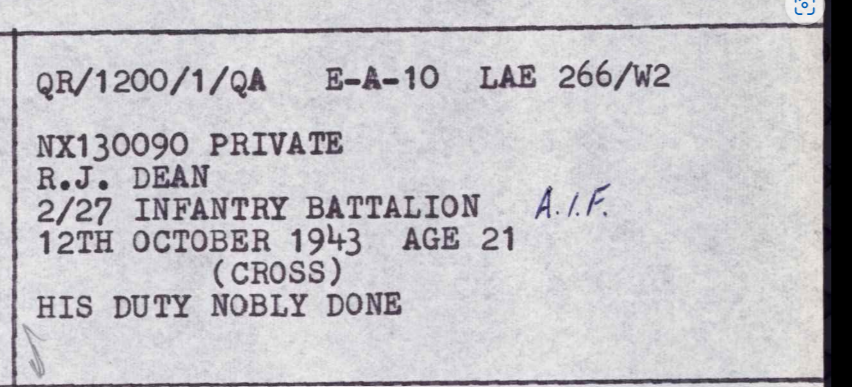 QR/1200/1/QA E-A-10 LAE 266/W2
NX130090 PRIVATE
R.J. DEAN
2/27 INFANTRY BATTALION A.I.F.
12TH OCTOBER 1943 AGE 21
(CROSS)
HIS DUTY NOBLY DONE